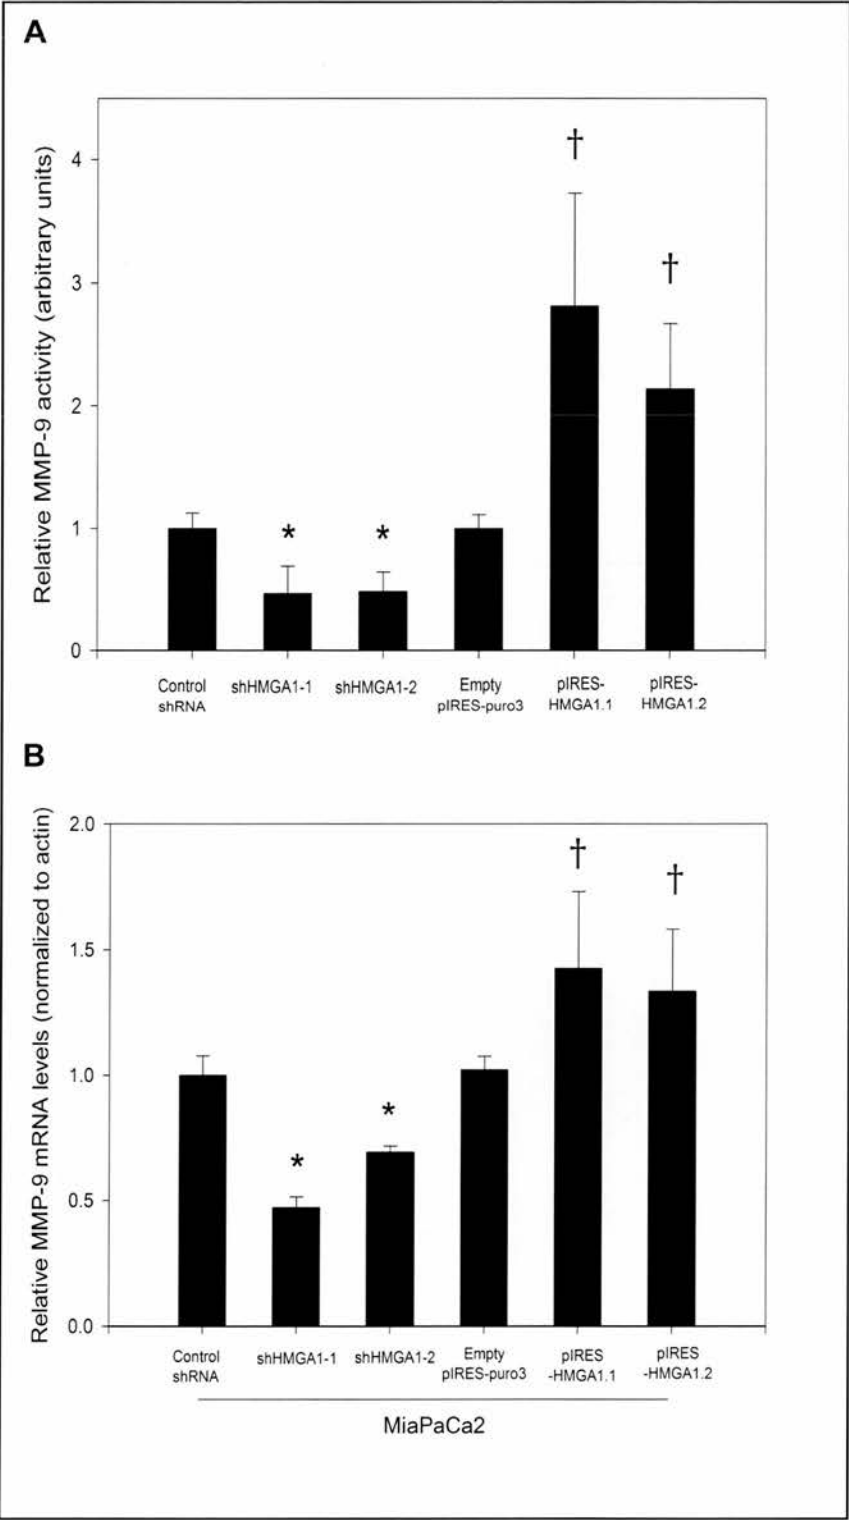 A
Relative MMP-9 activity (arbitrary units)
4
3
2
1
0
†
†
*
*
Control
shRNA
shHMGA1-1
shHMGA1-2
Empty
pIRES-puro3
pIRES-
HMGA1.1
pIRES-
HMGA1.2
B
Relative MMP-9 mRNA levels (normalized to actin)
2.0
1.5
1.0
0.5
0.0
†
†
*
*
Control
shRNA
shHMGA1-1
shHMGA1-2
Empty
pIRES-puro3
pIRES
-HMGA1.1
pIRES
-HMGA1.2
MiaPaCa2